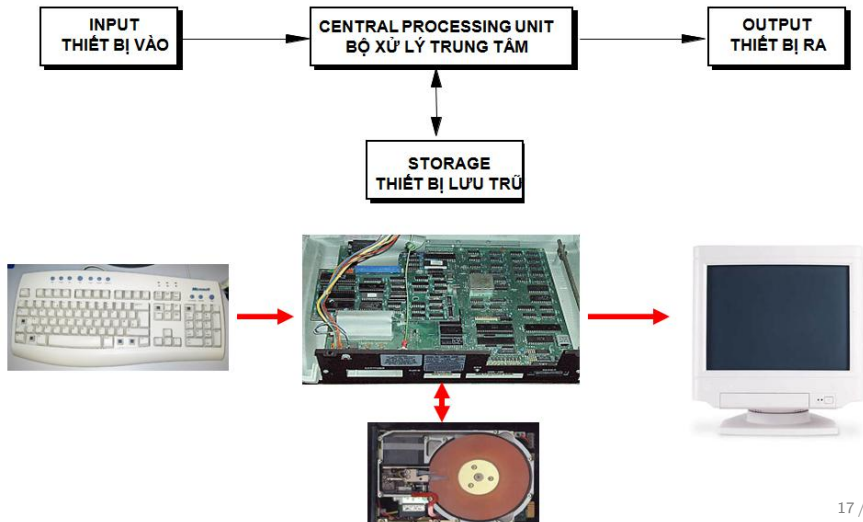 INPUT
THIẾT BỊ VÀO
CENTRAL PROCESSING UNIT
BỘ XỬ LÝ TRUNG TÂM
OUTPUT
THIẾT BỊ RA
STORAGE
THIẾT BỊ LƯU TRỮ
Microsoft
17 /